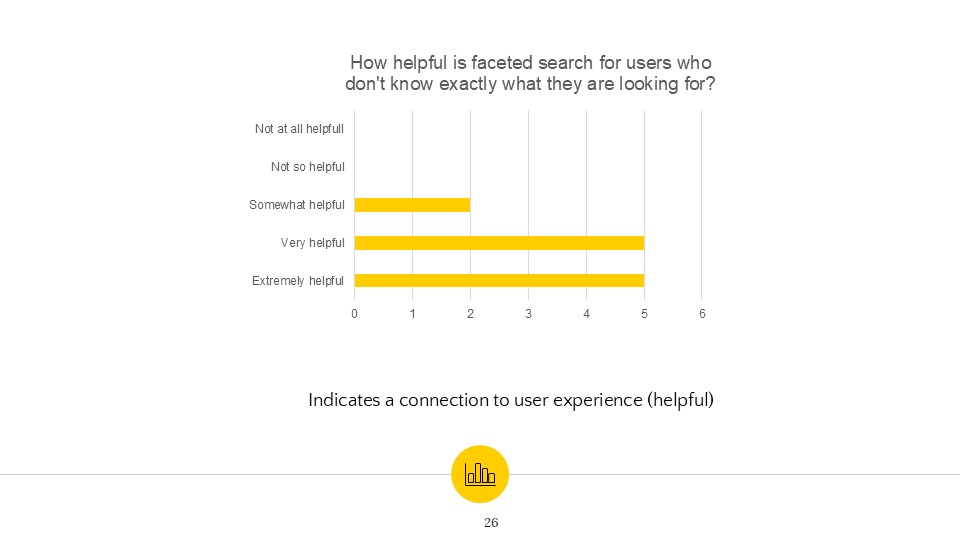 How helpful is faceted search for users who
don't know exactly what they are looking for?
Not at all helpfull
Not so helpful
Somewhat helpful
Very helpful
Extremely helpful
0 1 2 3 4 5 6
Indicates a connection to user experience (helpful)
26